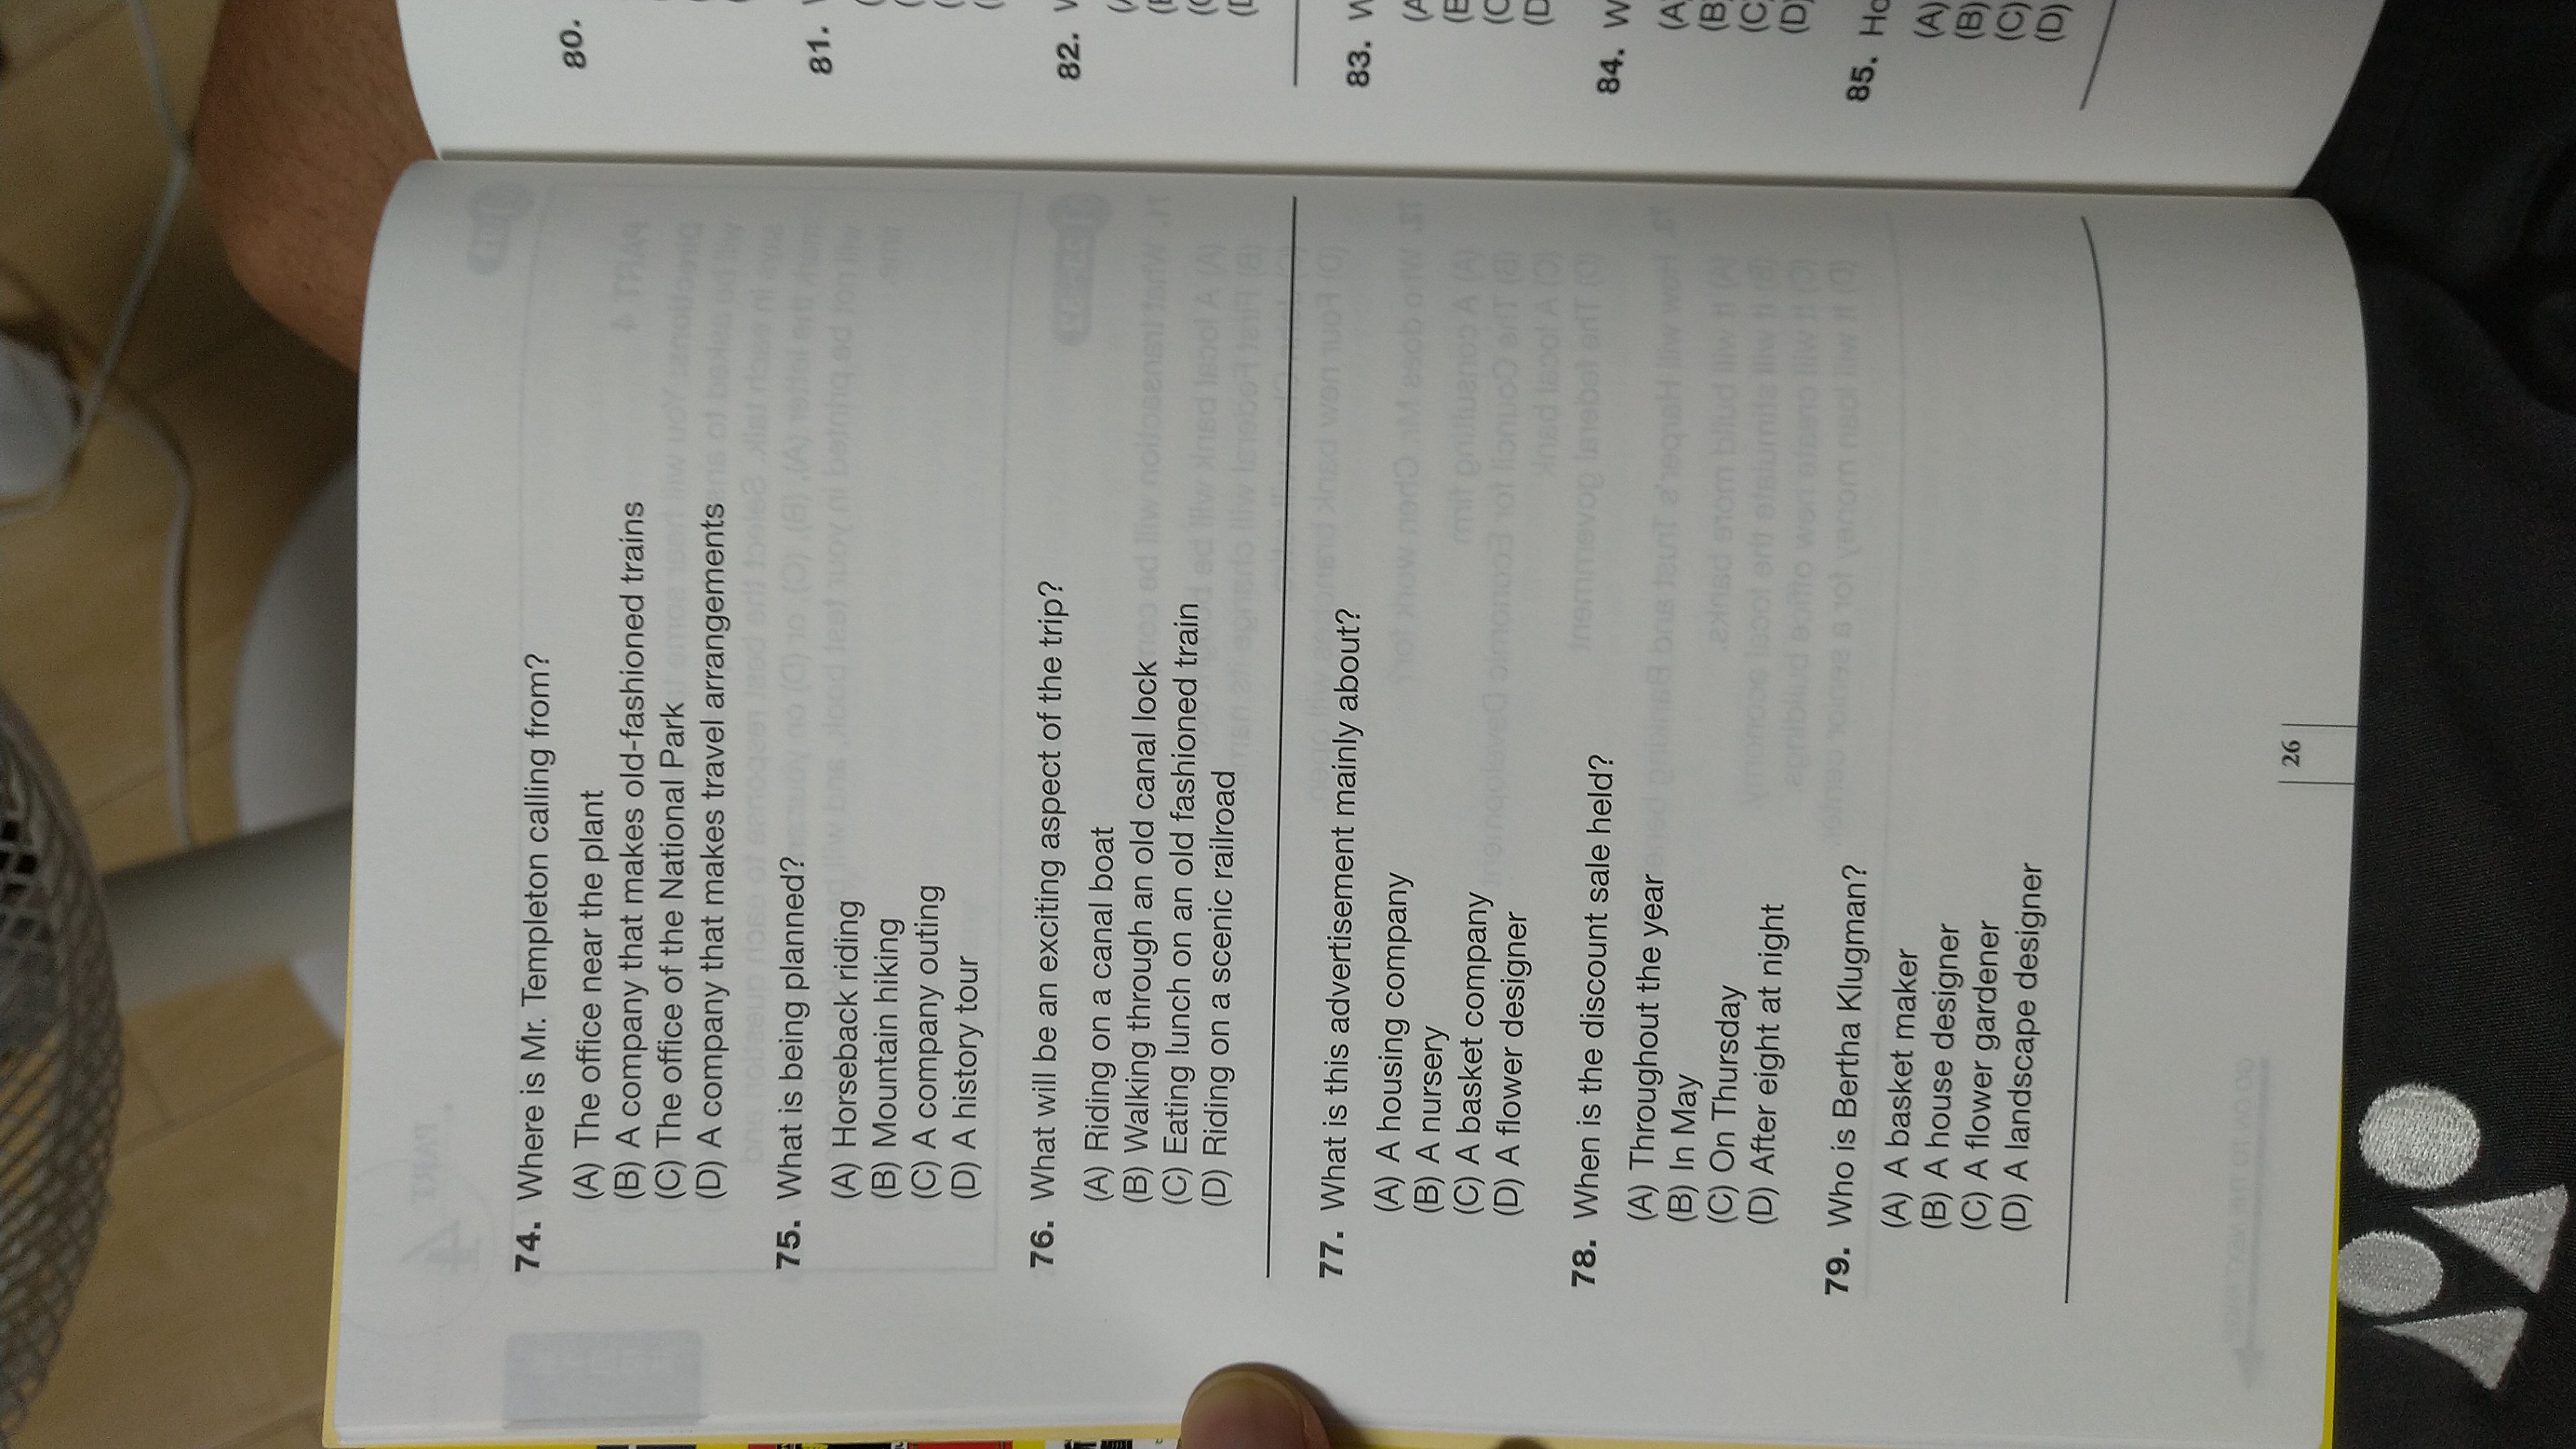 74. Where is Mr. Templeton calling from?
(A) The office near the plant
(B) A company that makes old-fashioned trains
(C) The office of the National Park
(D) A company that makes travel arrangements
75. What is being planned?
(A) Horseback riding
(B) Mountain hiking
(C) A company outing
(D) A history tour
76. What will be an exciting aspect of the trip?
(A) Riding on a canal boat
(B) Walking through an old canal lock
(C) Eating lunch on an old fashioned train
(D) Riding on a scenic railroad
77. What is this advertisement mainly about?
(A) A housing company
(B) A nursery
(C) A basket company
(D) A flower designer
78. When is the discount sale held?
(A) Throughout the year
(B) In May
(C) On Thursday
(D) After eight at night
79. Who is Bertha Klugman?
(A) A basket maker
(B) A house designer
(C) A flower gardener
(D) A landscape designer
26
80.
81.
82.
83.
84.
85.
(A)
(B)
(C)
(D)